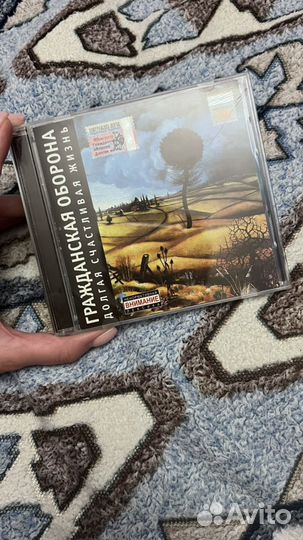 ГРАЖДАНСКАЯ ОБОРОНА
ДОЛГАЯ СЧАСТЛИВАЯ ЖИЗНЬ
ВНИМАНИЕ
Avito